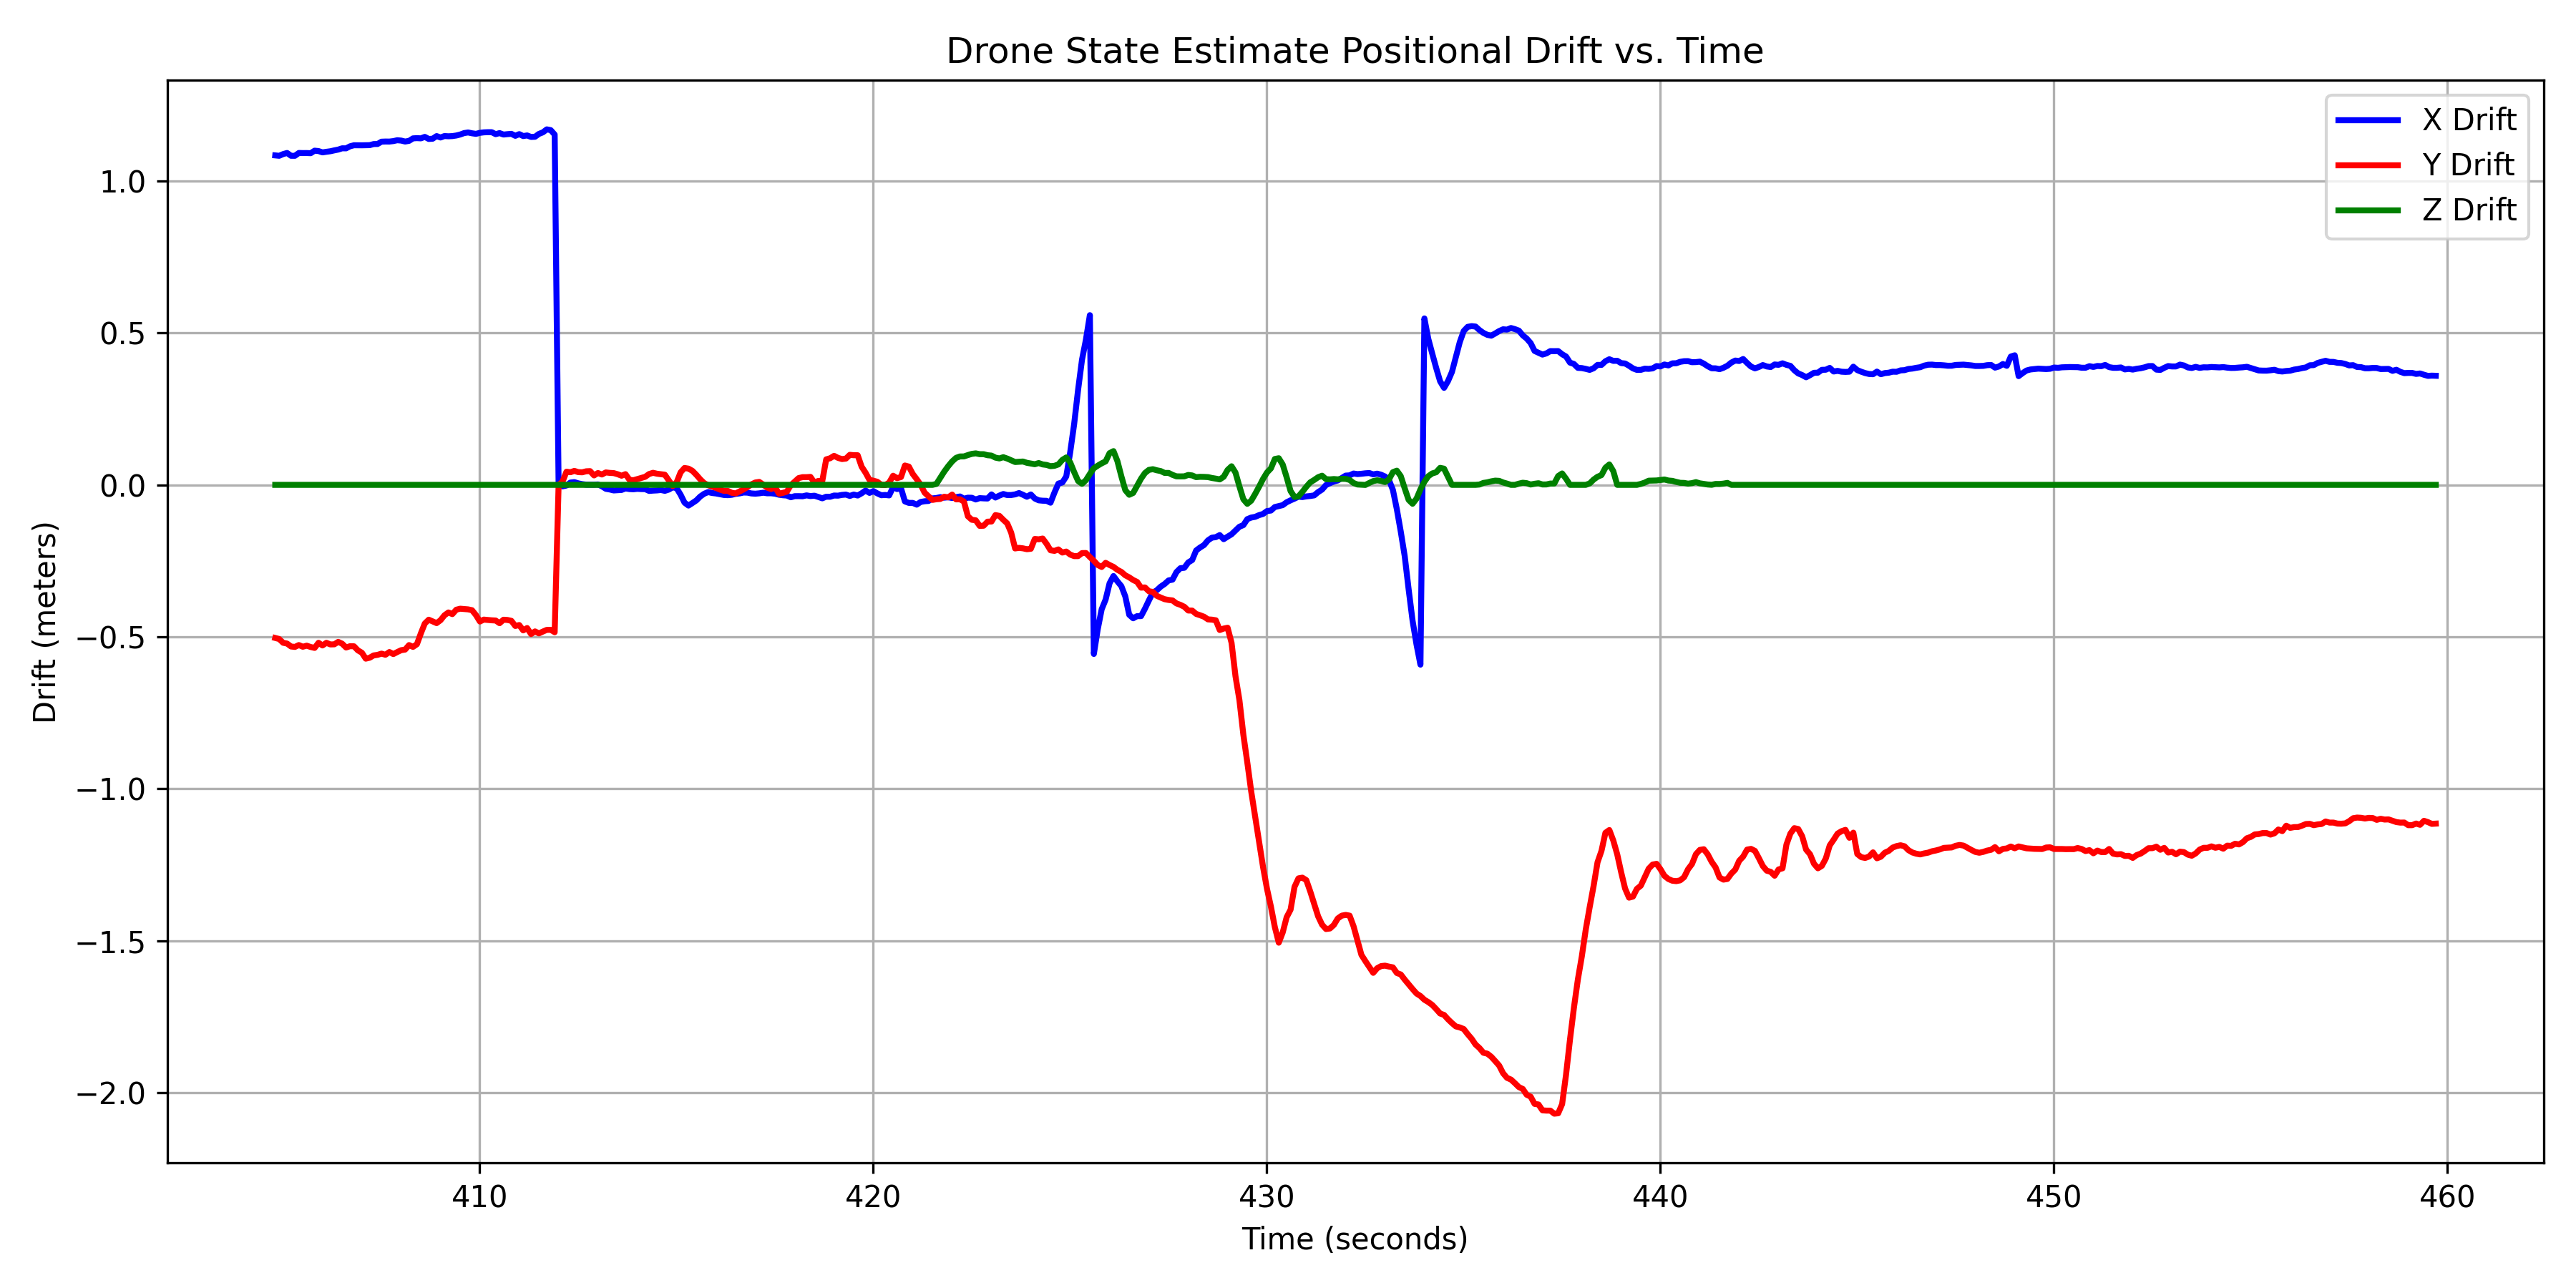 Drone State Estimate Positional Drift vs. Time
X Drift
Y Drift
Z Drift
1.0
0.5
0.0
−0.5
−1.0
−1.5
−2.0
Drift (meters)
410
420
430
440
450
460
Time (seconds)